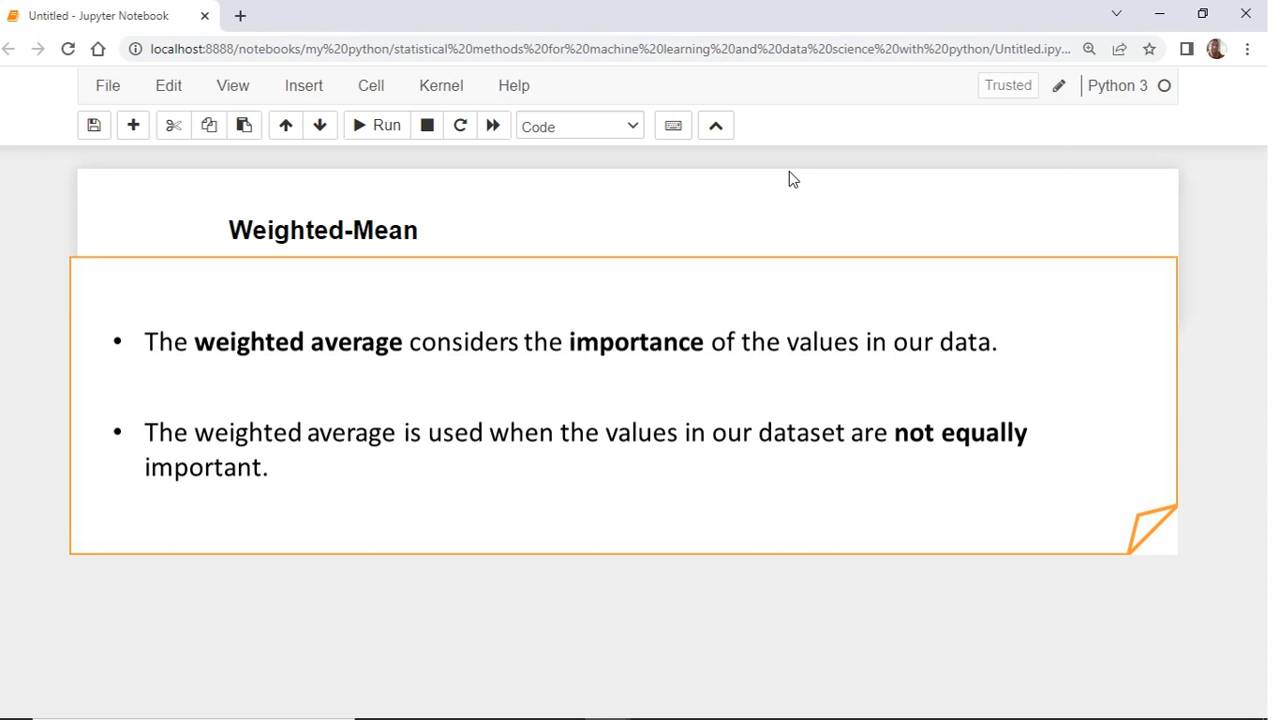 Untitled - Jupyter Notebook
localhost:8888/notebooks/my%20python/statistical%20methods%20for%20machine%20learning%20and%20data%20science%20with%20python/Untitled.ipy...
File Edit View Insert Cell Kernel Help Trusted Python 3
Run Code
Weighted-Mean
• The weighted average considers the importance of the values in our data.
• The weighted average is used when the values in our dataset are not equally
important.